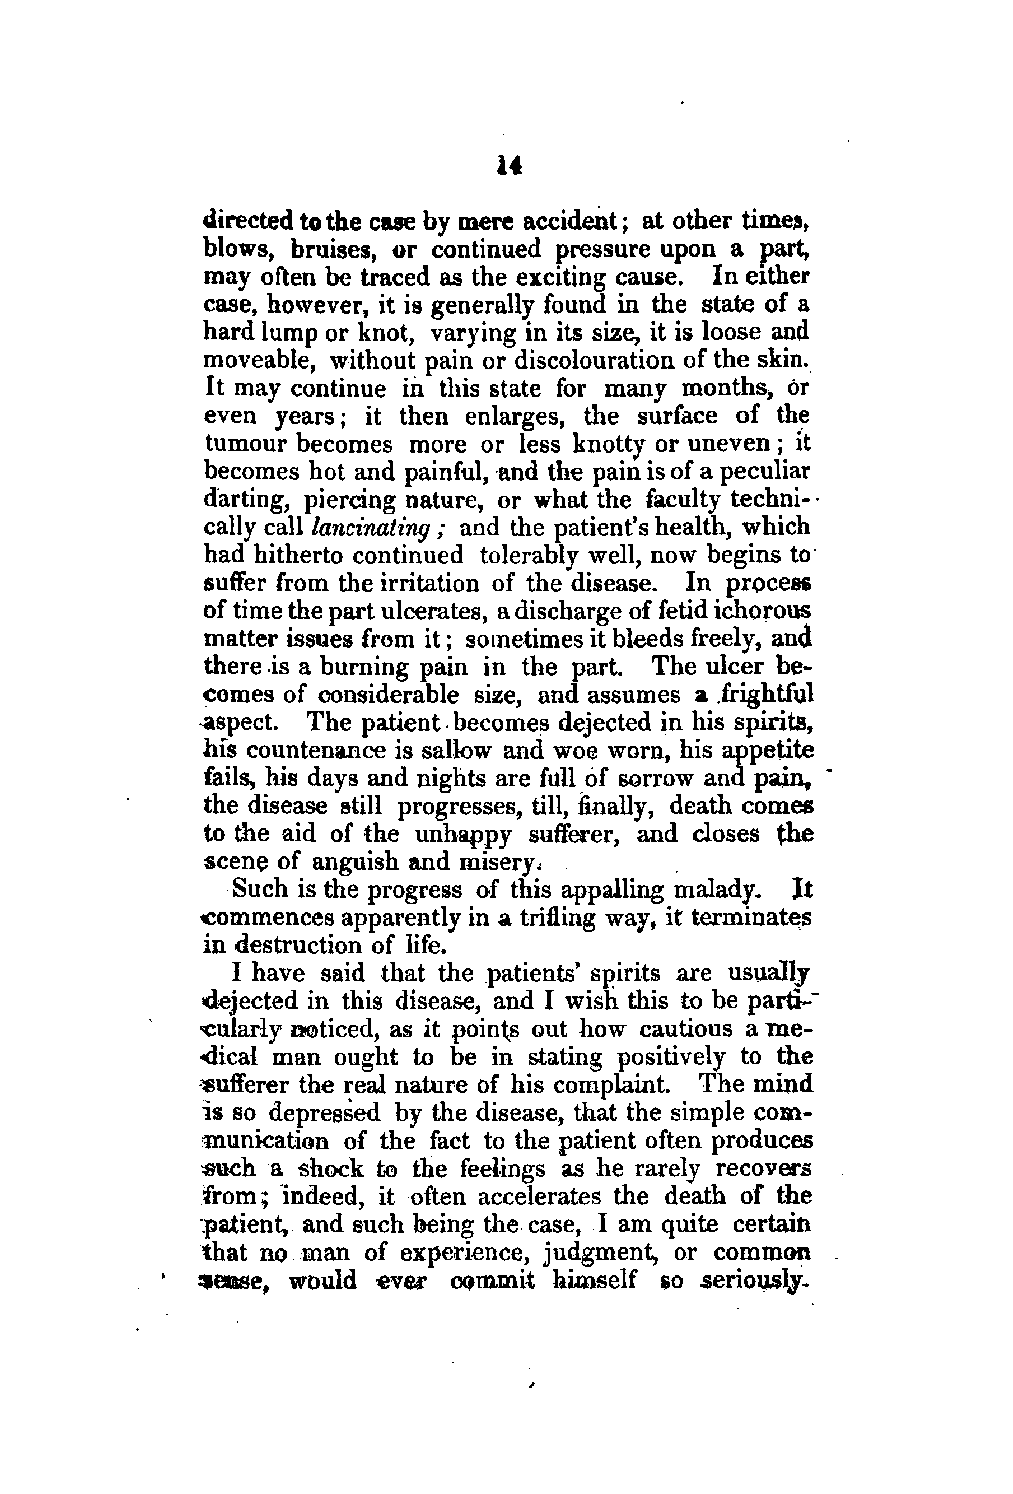 14
directed to the case by mere accident; at other times,
blows, bruises, or continued pressure upon a part,
may often be traced as the exciting cause. In either
case, however, it is generally found in the state of a
hard lump or knot, varying in its size, it is loose and
moveable, without pain or discolouration of the skin.
It may continue in this state for many months, or
even years; it then enlarges, the surface of the
tumour becomes more or less knotty or uneven; it
becomes hot and painful, and the pain is of a peculiar
darting, piercing nature, or what the faculty techni-
cally call lancinating; and the patient's health, which
had hitherto continued tolerably well, now begins to
suffer from the irritation of the disease. In process
of time the part ulcerates, a discharge of fetid ichorous
matter issues from it; sometimes it bleeds freely, and
there is a burning pain in the part. The ulcer be-
comes of considerable size, and assumes a frightful
aspect. The patient becomes dejected in his spirits,
his countenance is sallow and woe worn, his appetite
fails, his days and nights are full of sorrow and pain,
the disease still progresses, till, finally, death comes
to the aid of the unhappy sufferer, and closes the
scene of anguish and misery.
Such is the progress of this appalling malady. It
commences apparently in a trifling way, it terminates
in destruction of life.
I have said that the patients' spirits are usually
dejected in this disease, and I wish this to be parti-
cularly noticed, as it points out how cautious a me-
dical man ought to be in stating positively to the
sufferer the real nature of his complaint. The mind
is so depressed by the disease, that the simple com-
munication of the fact to the patient often produces
such a shock to the feelings as he rarely recovers
from; indeed, it often accelerates the death of the
patient, and such being the case, I am quite certain
that no man of experience, judgment, or common
sense, would ever commit himself so seriously.